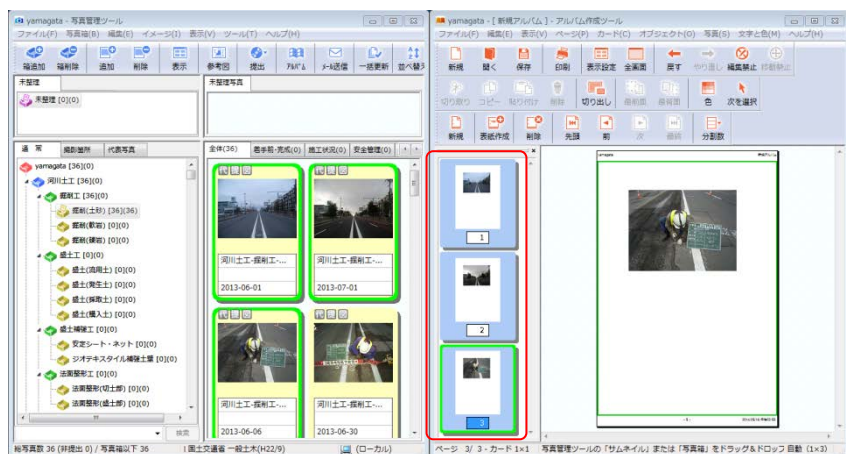 yamagata - 写真管理ツール
ファイル(F) 写真箱(B) 編集(E) イメージ(I) 表示(V) ツール(T) ヘルプ(H)
箱追加 箱削除 追加 削除 表示 参考図 提出 アルバム メール送信 一括更新 並べ替え
未整理
未整理 [0](0)
未整理写真
通 常 撮影箇所 代表写真
yamagata [36](0)
河川土工 [36](0)
掘削工 [36](0)
掘削(土砂) [36](36)
掘削(軟岩) [0](0)
掘削(硬岩) [0](0)
盛土工 [0](0)
盛土(流用土) [0](0)
盛土(発生土) [0](0)
盛土(採取土) [0](0)
盛土(購入土) [0](0)
盛土補強工 [0](0)
安定シート・ネット [0](0)
ジオテキスタイル補強土壁 [0](0)
法面整形工 [0](0)
法面整形(切土部) [0](0)
法面整形(盛土部) [0](0)
検索
全体(36) 着手前-完成(0) 施工状況(0) 安全管理(0)
河川土工-掘削工-... 河川土工-掘削工-...
2013-06-01 2013-07-01
河川土工-掘削工-... 河川土工-掘削工-...
2013-06-06 2013-06-30
総写真数 36 (非提出 0) / 写真箱以下 36 国土交通省 一般土木(H22/9) (ローカル)
yamagata - [ 新規アルバム ] - アルバム作成ツール
ファイル(F) 編集(E) 表示(V) ページ(P) カード(C) オブジェクト(O) 写真(S) 文字と色(M) ヘルプ(H)
新規 開く 保存 印刷 表示設定 全画面 戻す やり直し 編集禁止 移動禁止
切り取り コピー 貼り付け 削除 切り出し 最前面 最背面 色 次を選択
新規 表紙作成 削除 先頭 前 次 最終 分割数
1
2
3
yamagata
- 3 -
ページ 3/ 3 - カード 1×1 写真管理ツールの「サムネイル」または「写真箱」をドラッグ&ドロップ 自動 (1×3)